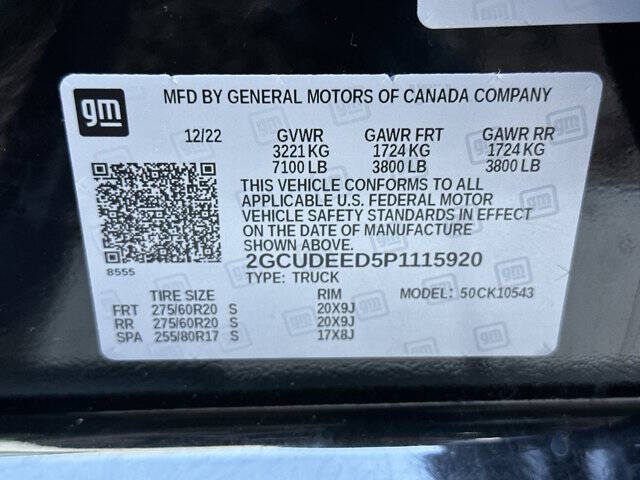 gm
MFD BY GENERAL MOTORS OF CANADA COMPANY
12/22 GVWR GAWR FRT GAWR RR
3221 KG 1724 KG 1724 KG
7100 LB 3800 LB 3800 LB
THIS VEHICLE CONFORMS TO ALL
APPLICABLE U.S. FEDERAL MOTOR
VEHICLE SAFETY STANDARDS IN EFFECT
ON THE DATE OF MANUFACTURE
SHOWN ABOVE.
8555
2GCUDEED5P1115920
TYPE: TRUCK
TIRE SIZE RIM MODEL: 50CK10543
FRT 275/60R20 S 20X9J
RR 275/60R20 S 20X9J
SPA 255/80R17 S 17X8J